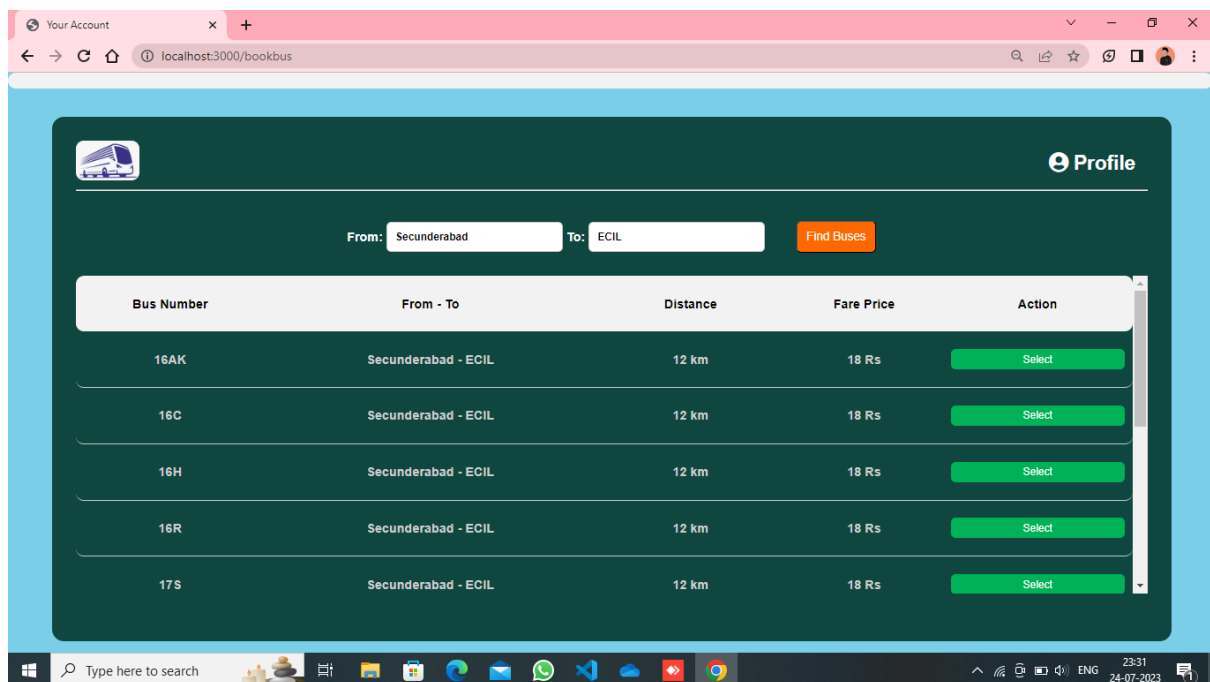 Your Account
localhost:3000/bookbus
Profile
From: Secunderabad To: ECIL Find Buses
Bus Number From - To Distance Fare Price Action
16AK Secunderabad - ECIL 12 km 18 Rs Select
16C Secunderabad - ECIL 12 km 18 Rs Select
16H Secunderabad - ECIL 12 km 18 Rs Select
16R Secunderabad - ECIL 12 km 18 Rs Select
17S Secunderabad - ECIL 12 km 18 Rs Select
Type here to search ENG 23:31
24-07-2023
1